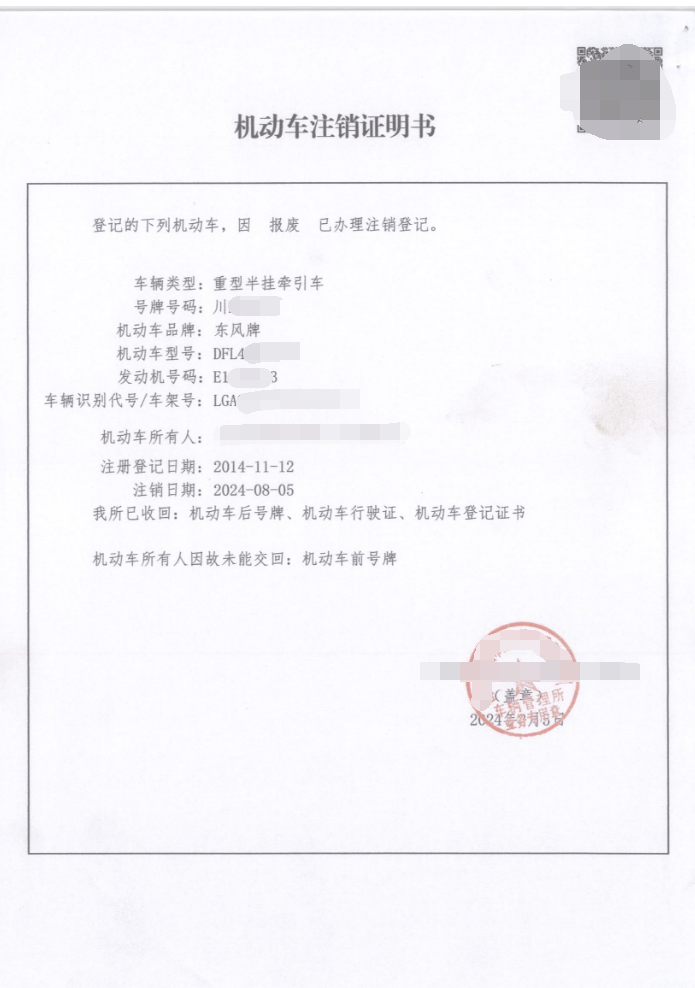 机动车注销证明书
登记的下列机动车，因 报废 已办理注销登记。
车辆类型：重型半挂牵引车
号牌号码：川
机动车品牌：东风牌
机动车型号：DFL4
发动机号码：E1 3
车辆识别代号/车架号：LGA
机动车所有人：
注册登记日期：2014-11-12
注销日期：2024-08-05
我所已收回：机动车后号牌、机动车行驶证、机动车登记证书
机动车所有人因故未能交回：机动车前号牌
（盖章）
车辆管理所
2024年8月5日